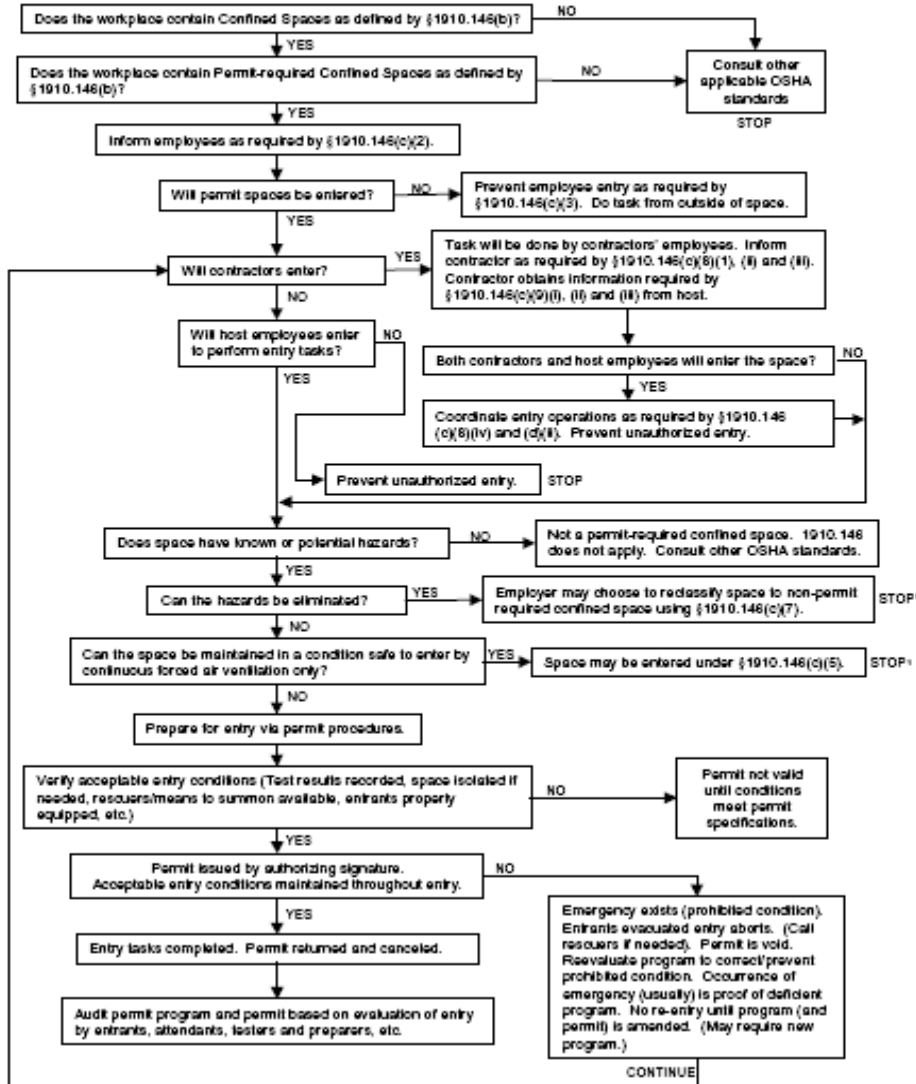 Does the workplace contain Confined Spaces as defined by §1910.146(b)?
NO
YES
Does the workplace contain Permit-required Confined Spaces as defined by
§1910.146(b)?
NO
Consult other
applicable OSHA
standards
STOP
YES
Inform employees as required by §1910.146(c)(2).
Will permit spaces be entered?
NO
Prevent employee entry as required by
§1910.146(c)(3). Do task from outside of space.
YES
Will contractors enter?
YES
Task will be done by contractors' employees. Inform
contractor as required by §1910.146(c)(8)(i), (ii) and (iii).
Contractor obtains information required by
§1910.146(c)(9)(i), (ii) and (iii) from host.
NO
Will host employees enter
to perform entry tasks?
NO
YES
Both contractors and host employees will enter the space?
NO
YES
Coordinate entry operations as required by §1910.146
(c)(8)(iv) and (d)(ii. Prevent unauthorized entry.
Prevent unauthorized entry.
STOP
Does space have known or potential hazards?
NO
Not a permit-required confined space. 1910.146
does not apply. Consult other OSHA standards.
YES
Can the hazards be eliminated?
YES
Employer may choose to reclassify space to non-permit
required confined space using §1910.146(c)(7).
STOP¹
NO
Can the space be maintained in a condition safe to enter by
continuous forced air ventilation only?
YES
Space may be entered under §1910.146(c)(5).
STOP¹
NO
Prepare for entry via permit procedures.
Verify acceptable entry conditions (Test results recorded, space isolated if
needed, rescuers/means to summon available, entrants properly
equipped, etc.)
NO
Permit not valid
until conditions
meet permit
specifications.
YES
Permit issued by authorizing signature.
Acceptable entry conditions maintained throughout entry.
NO
YES
Emergency exists (prohibited condition).
Entrants evacuated entry aborts. (Call
rescuers if needed). Permit is void.
Reevaluate program to correct/prevent
prohibited condition. Occurrence of
emergency (usually) is proof of deficient
program. No re-entry until program (and
permit) is amended. (May require new
program.)
Entry tasks completed. Permit returned and canceled.
Audit permit program and permit based on evaluation of entry
by entrants, attendants, testers and preparers, etc.
CONTINUE